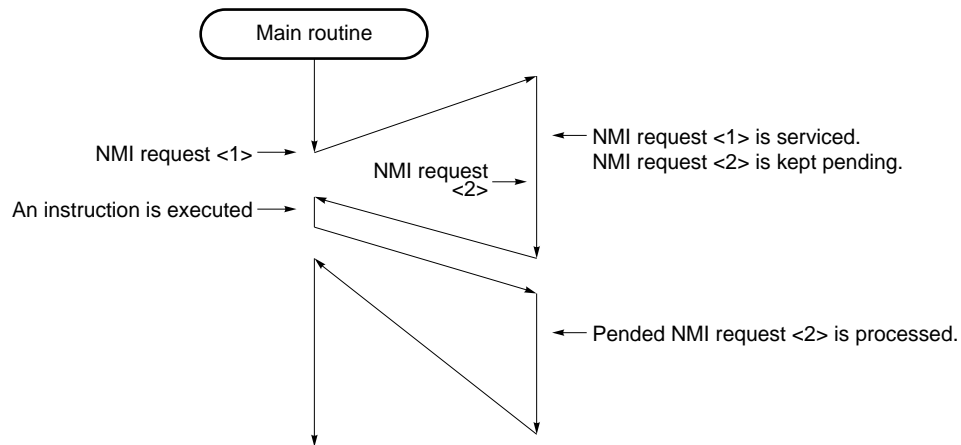 Main routine
NMI request <1>
NMI request <1> is serviced.
NMI request <2> is kept pending.
NMI request
<2>
An instruction is executed
Pended NMI request <2> is processed.